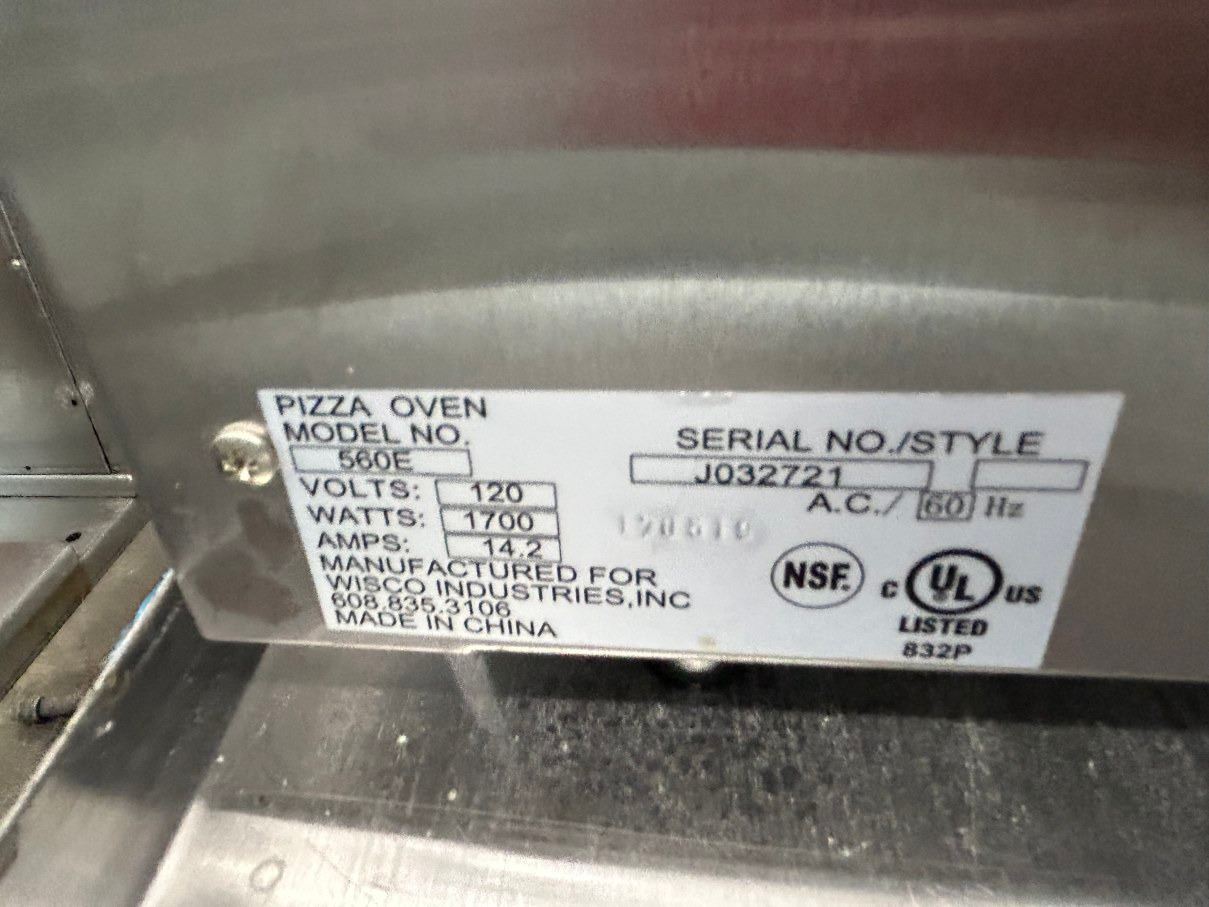 PIZZA OVEN
MODEL NO.
560E
SERIAL NO./STYLE
J032721
VOLTS: 120
A.C./ 60 Hz
WATTS: 1700
AMPS: 14.2
MANUFACTURED FOR
WISCO INDUSTRIES,INC
608.835.3106
MADE IN CHINA
NSF.
C UL US
LISTED
832P